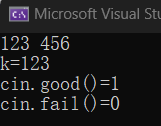 Microsoft Visual Stu
123 456
k=123
cin.good()=1
cin.fail()=0